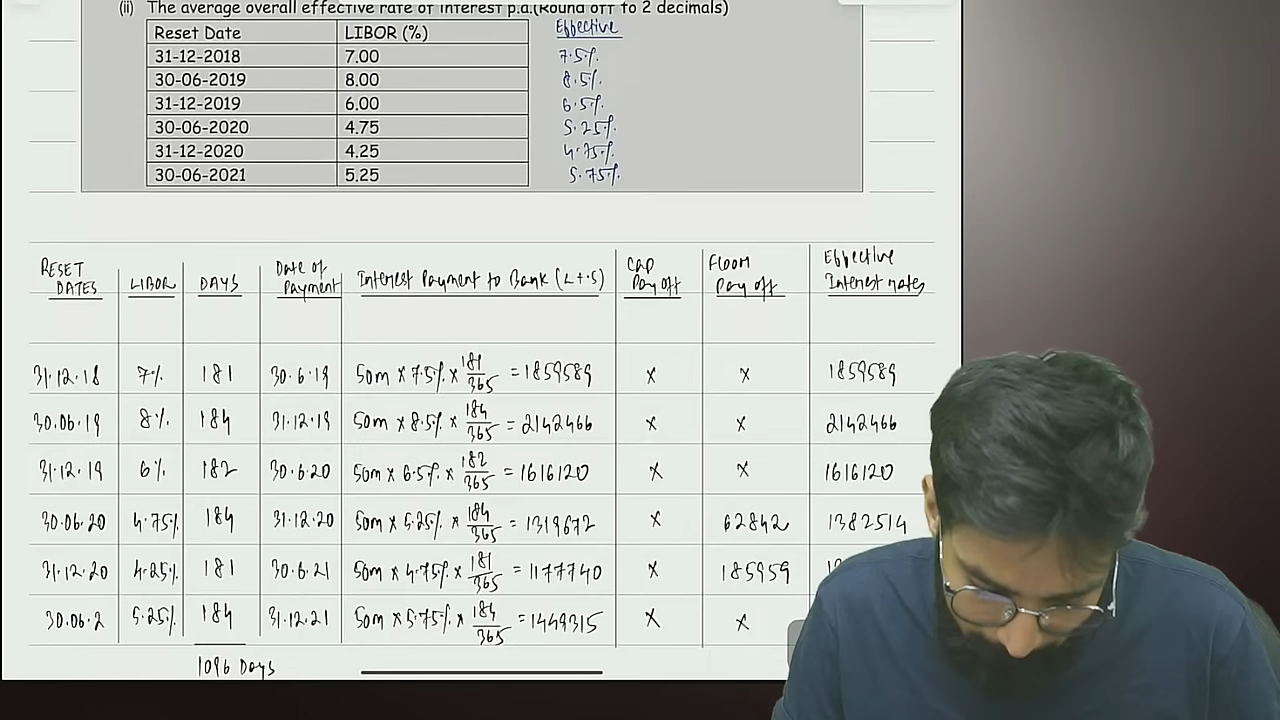 (ii) The average overall effective rate of interest p.a.(Round off to 2 decimals)
Reset Date LIBOR (%) Effective
31-12-2018 7.00 7.5%.
30-06-2019 8.00 8.5%.
31-12-2019 6.00 6.5%.
30-06-2020 4.75 5.25%.
31-12-2020 4.25 4.75%.
30-06-2021 5.25 5.75%.
RESET DATES LIBOR DAYS Date of Payment Interest Payment to Bank (L+.5) Cap Pay off Floor Pay off Effective Interest rates
31.12.18 7% 181 30.6.19 50m x 7.5% x 181/365 = 1859589 x x 1859589
30.06.19 8% 184 31.12.19 50m x 8.5% x 184/365 = 2142466 x x 2142466
31.12.19 6% 182 30.6.20 50m x 6.5% x 182/365 = 1616120 x x 1616120
30.06.20 4.75% 184 31.12.20 50m x 5.25% x 184/365 = 1319672 x 62842 1382514
31.12.20 4.25% 181 30.6.21 50m x 4.75% x 181/365 = 1177740 x 185959
30.06.2 5.25% 184 31.12.21 50m x 5.75% x 184/365 = 1449315 x x
1096 Days